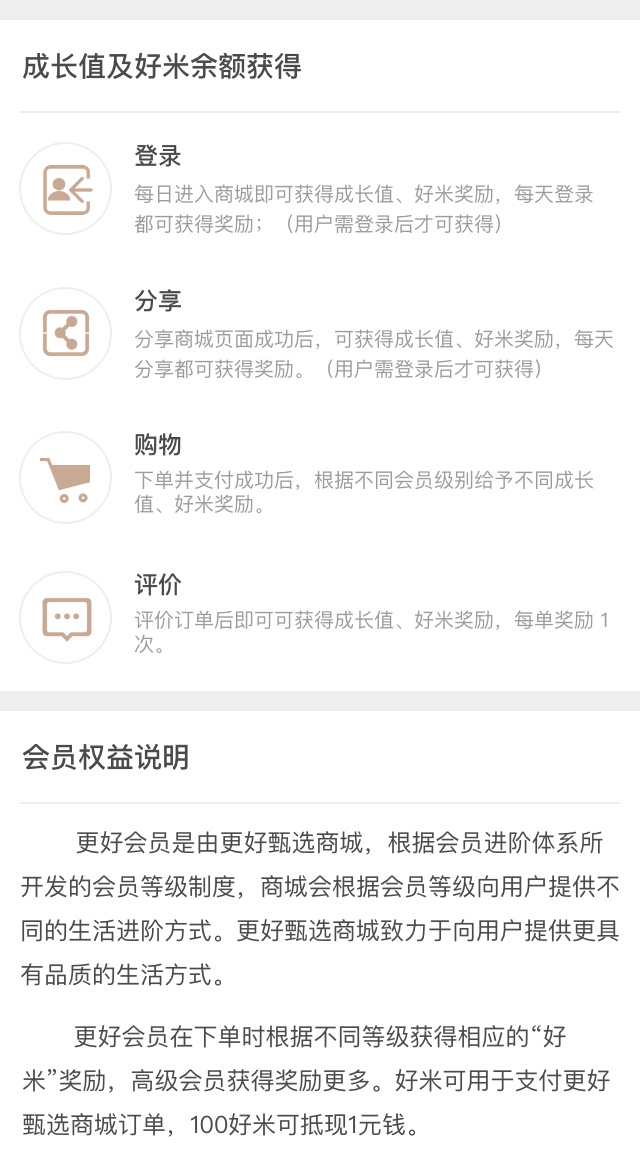 成长值及好米余额获得
登录
每日进入商城即可获得成长值、好米奖励，每天登录
都可获得奖励；（用户需登录后才可获得）
分享
分享商城页面成功后，可获得成长值、好米奖励，每天
分享都可获得奖励。（用户需登录后才可获得）
购物
下单并支付成功后，根据不同会员级别给予不同成长
值、好米奖励。
评价
评价订单后即可可获得成长值、好米奖励，每单奖励 1
次。
会员权益说明
更好会员是由更好甄选商城，根据会员进阶体系所
开发的会员等级制度，商城会根据会员等级向用户提供不
同的生活进阶方式。更好甄选商城致力于向用户提供更具
有品质的生活方式。
更好会员在下单时根据不同等级获得相应的“好
米”奖励，高级会员获得奖励更多。好米可用于支付更好
甄选商城订单，100好米可抵现1元钱。